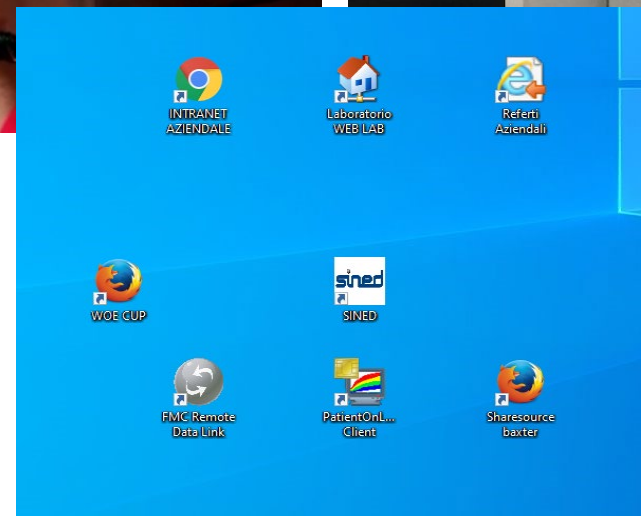 INTRANET
AZIENDALE
Laboratorio
WEB LAB
Referti
Aziendali
WOE CUP
sined
SINED
FMC Remote
Data Link
PatientOnL...
Client
Sharesource
baxter